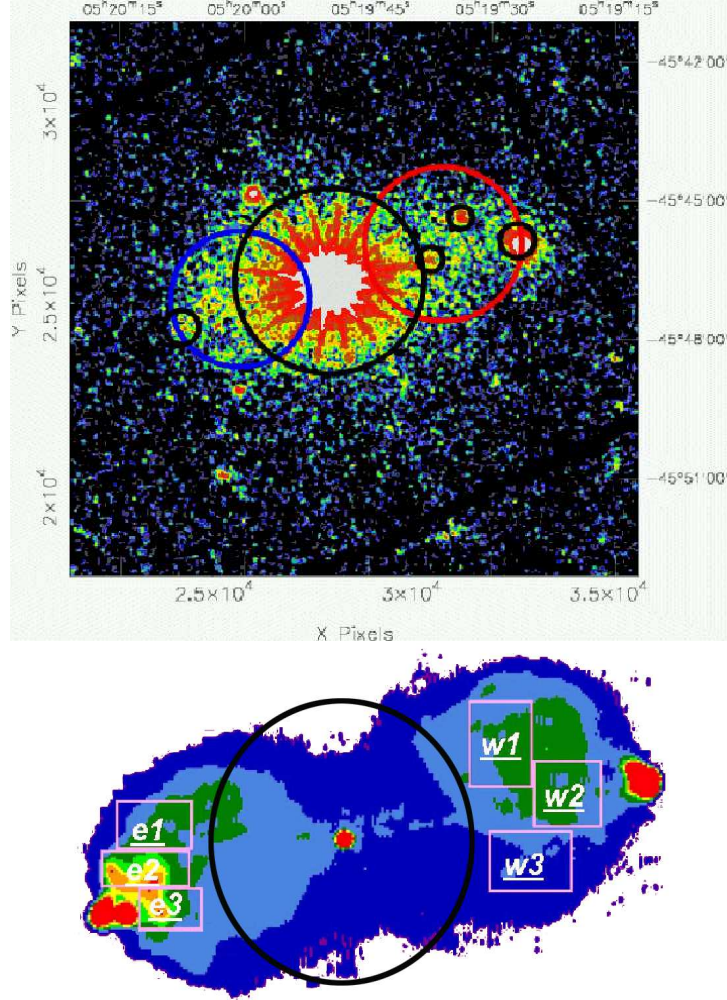 05ʰ20ᵐ15ˢ 05ʰ20ᵐ00ˢ 05ʰ19ᵐ45ˢ 05ʰ19ᵐ30ˢ 05ʰ19ᵐ15ˢ
−45°42'00"
3×10⁴
−45°45'00"
Y Pixels
2.5×10⁴
−45°48'00"
2×10⁴
−45°51'00"
2.5×10⁴ 3×10⁴ 3.5×10⁴
X Pixels
w1
w2
e1
w3
e2
e3